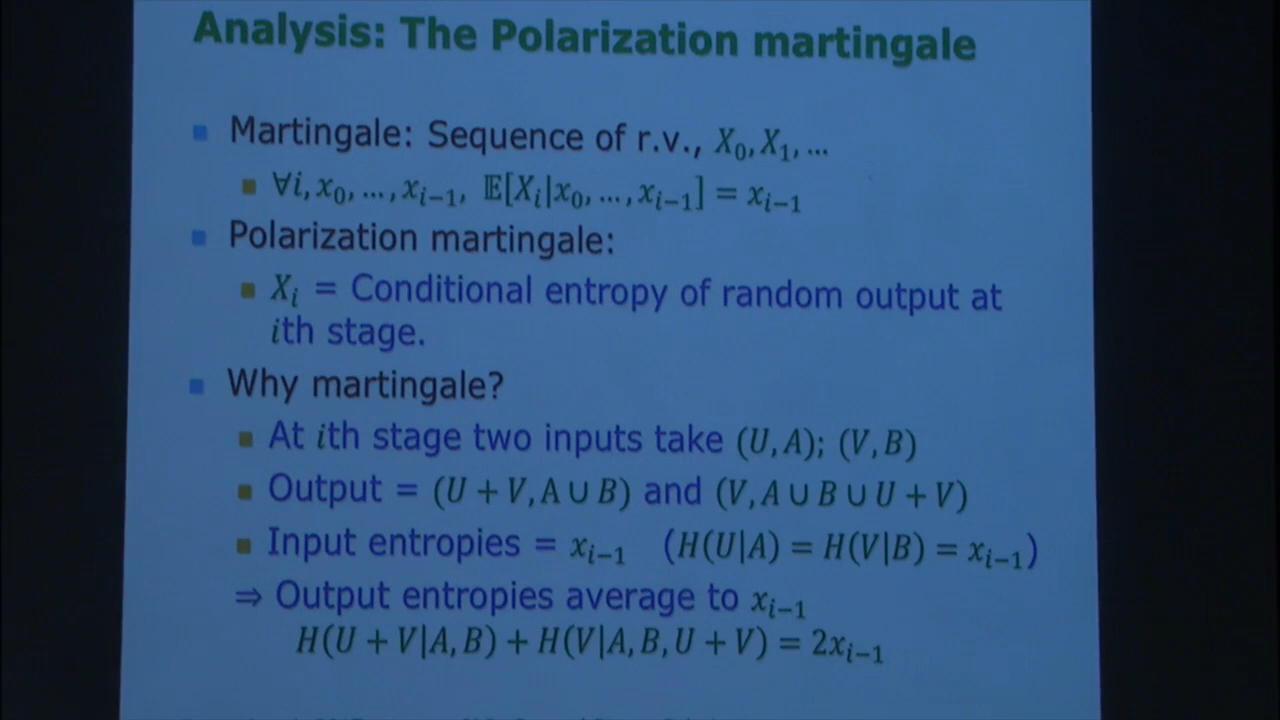 Analysis: The Polarization martingale
Martingale: Sequence of r.v., X₀, X₁, …
∀i, x₀, …, xᵢ₋₁, 𝔼[Xᵢ|x₀, …, xᵢ₋₁] = xᵢ₋₁
Polarization martingale:
Xᵢ = Conditional entropy of random output at
ith stage.
Why martingale?
At ith stage two inputs take (U, A); (V, B)
Output = (U + V, A ∪ B) and (V, A ∪ B ∪ U + V)
Input entropies = xᵢ₋₁ (H(U|A) = H(V|B) = xᵢ₋₁)
⇒ Output entropies average to xᵢ₋₁
H(U + V|A, B) + H(V|A, B, U + V) = 2xᵢ₋₁